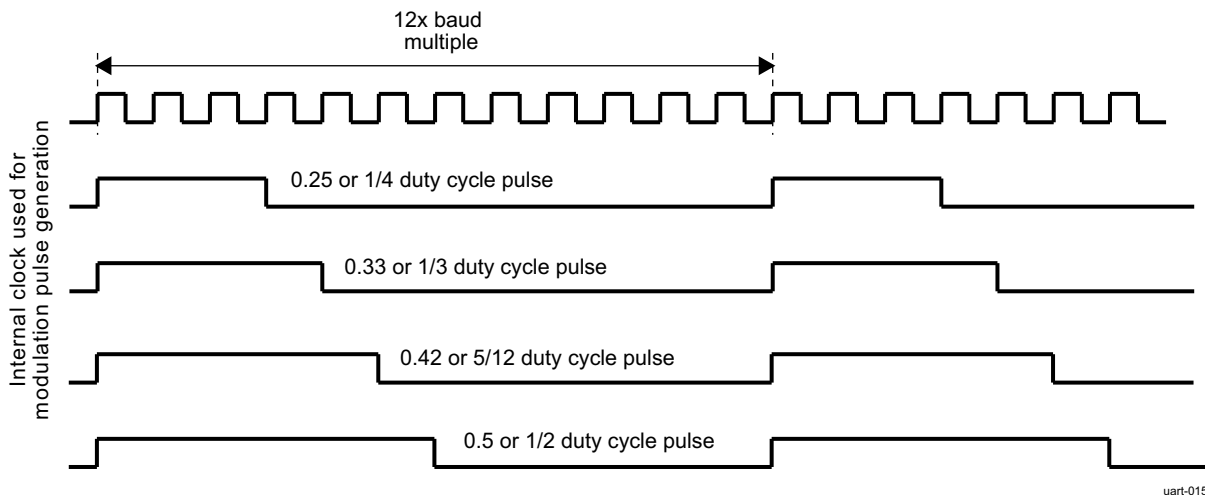 12x baud
multiple
Internal clock used for
modulation pulse generation
0.25 or 1/4 duty cycle pulse
0.33 or 1/3 duty cycle pulse
0.42 or 5/12 duty cycle pulse
0.5 or 1/2 duty cycle pulse
uart-015